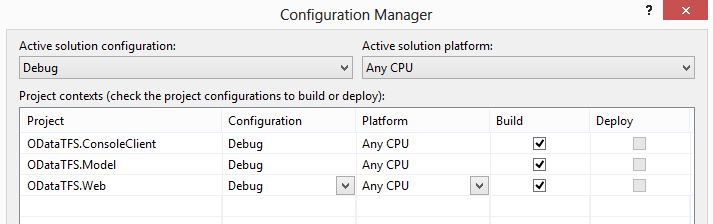 Configuration Manager
? ×
Active solution configuration: Active solution platform:
Debug Any CPU
Project contexts (check the project configurations to build or deploy):
Project Configuration Platform Build Deploy
ODataTFS.ConsoleClient Debug Any CPU
ODataTFS.Model Debug Any CPU
ODataTFS.Web Debug Any CPU